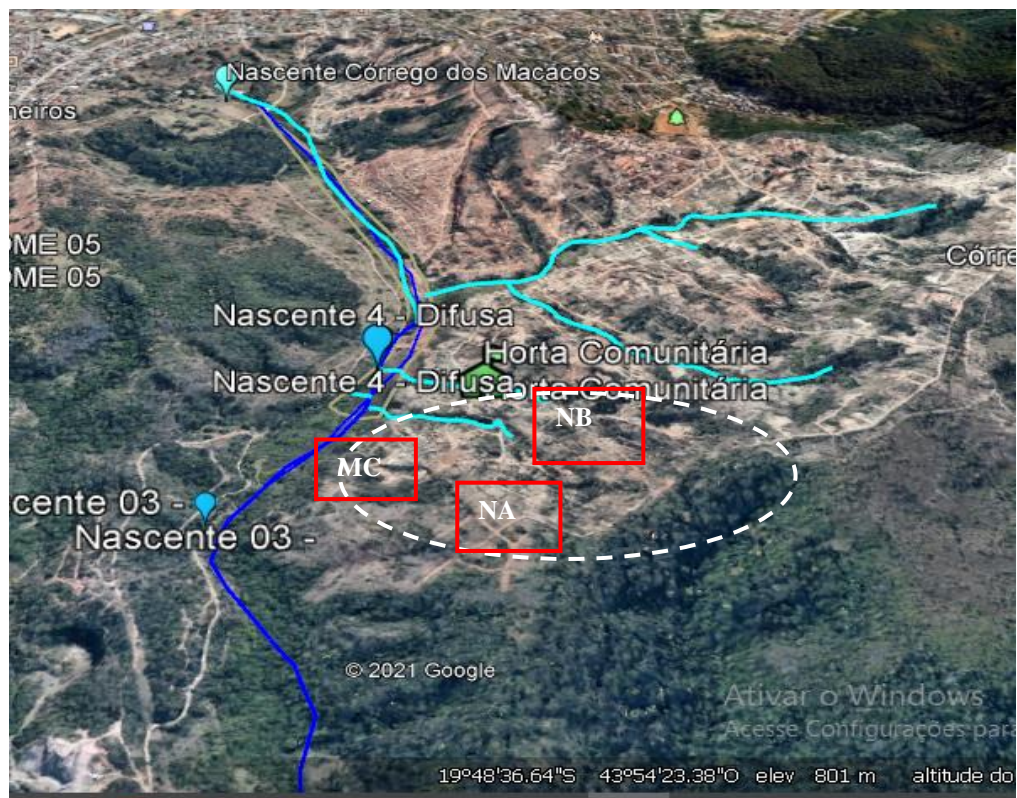 Nascente Córrego dos Macacos
neiros
OME 05
OME 05
Córre
Nascente 4 - Difusa
Horta Comunitária
Nascente 4 - Difusa
orta Comunitária
NB
MC
NA
scente 03 -
Nascente 03 -
© 2021 Google
Ativar o Windows
Acesse Configurações para
19°48'36.64"S 43°54'23.38"O elev 801 m altitude do